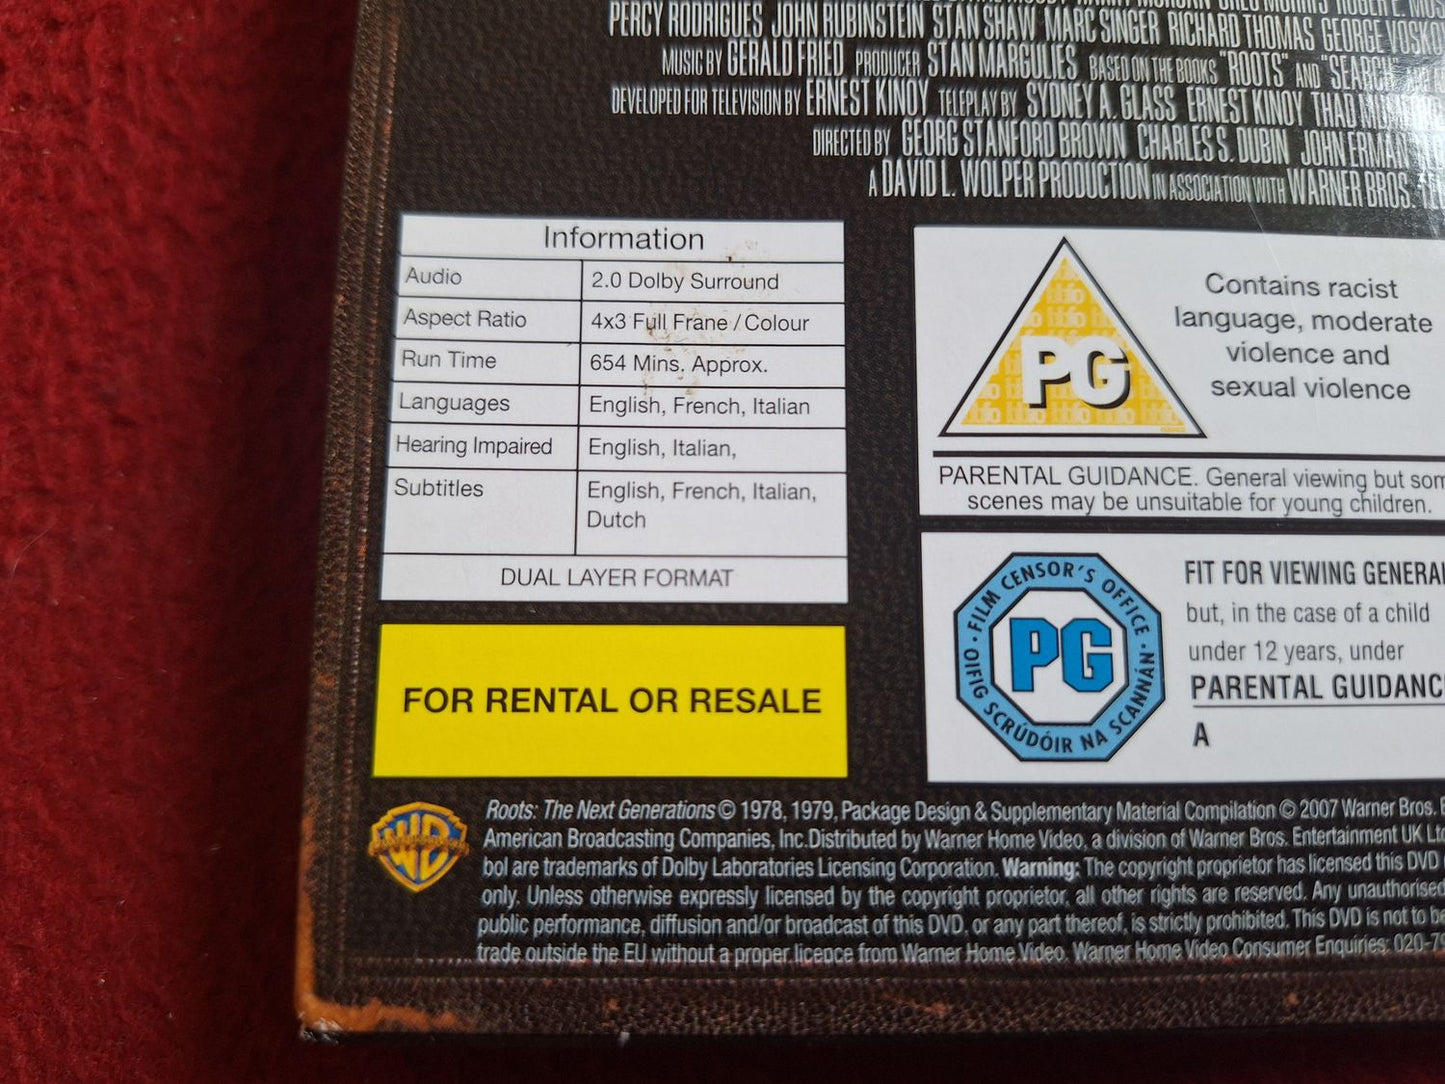 PERCY RODRIGUES JOHN RUBINSTEIN STAN SHAW MARC SINGER RICHARD THOMAS GEORGE VOSKO
MUSIC BY GERALD FRIED PRODUCER STAN MARGULIES BASED ON THE BOOKS "ROOTS" AND "SEARCH"
DEVELOPED FOR TELEVISION BY ERNEST KINOY TELEPLAY BY SYDNEY A. GLASS ERNEST KINOY THAD
DIRECTED BY GEORG STANFORD BROWN CHARLES S. DUBIN JOHN ERMAN
A DAVID L. WOLPER PRODUCTION IN ASSOCIATION WITH WARNER BROS.
Information
Audio 2.0 Dolby Surround
Aspect Ratio 4x3 Full Frane / Colour
Run Time 654 Mins. Approx.
Languages English, French, Italian
Hearing Impaired English, Italian,
Subtitles English, French, Italian,
Dutch
DUAL LAYER FORMAT
FOR RENTAL OR RESALE
PG
Contains racist
language, moderate
violence and
sexual violence
PARENTAL GUIDANCE. General viewing but som
scenes may be unsuitable for young children.
FILM CENSOR'S OFFICE
PG
OIFIG SCRÚDÓIR NA SCANNÁN
FIT FOR VIEWING GENERAL
but, in the case of a child
under 12 years, under
PARENTAL GUIDANC
A
WB
Roots: The Next Generations © 1978, 1979, Package Design & Supplementary Material Compilation © 2007 Warner Bros.
American Broadcasting Companies, Inc.Distributed by Warner Home Video, a division of Warner Bros. Entertainment UK Ltd
bol are trademarks of Dolby Laboratories Licensing Corporation. Warning: The copyright proprietor has licensed this DVD
only. Unless otherwise expressly licensed by the copyright proprietor, all other rights are reserved. Any unauthorised
public performance, diffusion and/or broadcast of this DVD, or any part thereof, is strictly prohibited. This DVD is not to be
trade outside the EU without a proper licence from Warner Home Video. Warner Home Video Consumer Enquiries: 020-7